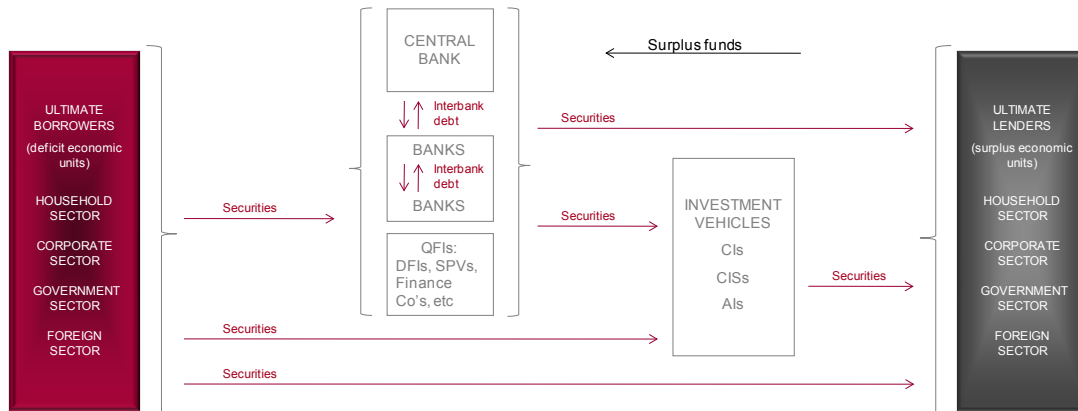 ULTIMATE
BORROWERS
(deficit economic
units)
HOUSEHOLD
SECTOR
CORPORATE
SECTOR
GOVERNMENT
SECTOR
FOREIGN
SECTOR
Securities
Securities
Securities
CENTRAL
BANK
Interbank
debt
BANKS
Interbank
debt
BANKS
QFIs:
DFIs, SPVs,
Finance
Co's, etc
Surplus funds
Securities
Securities
INVESTMENT
VEHICLES
CIs
CISs
AIs
Securities
ULTIMATE
LENDERS
(surplus economic
units)
HOUSEHOLD
SECTOR
CORPORATE
SECTOR
GOVERNMENT
SECTOR
FOREIGN
SECTOR